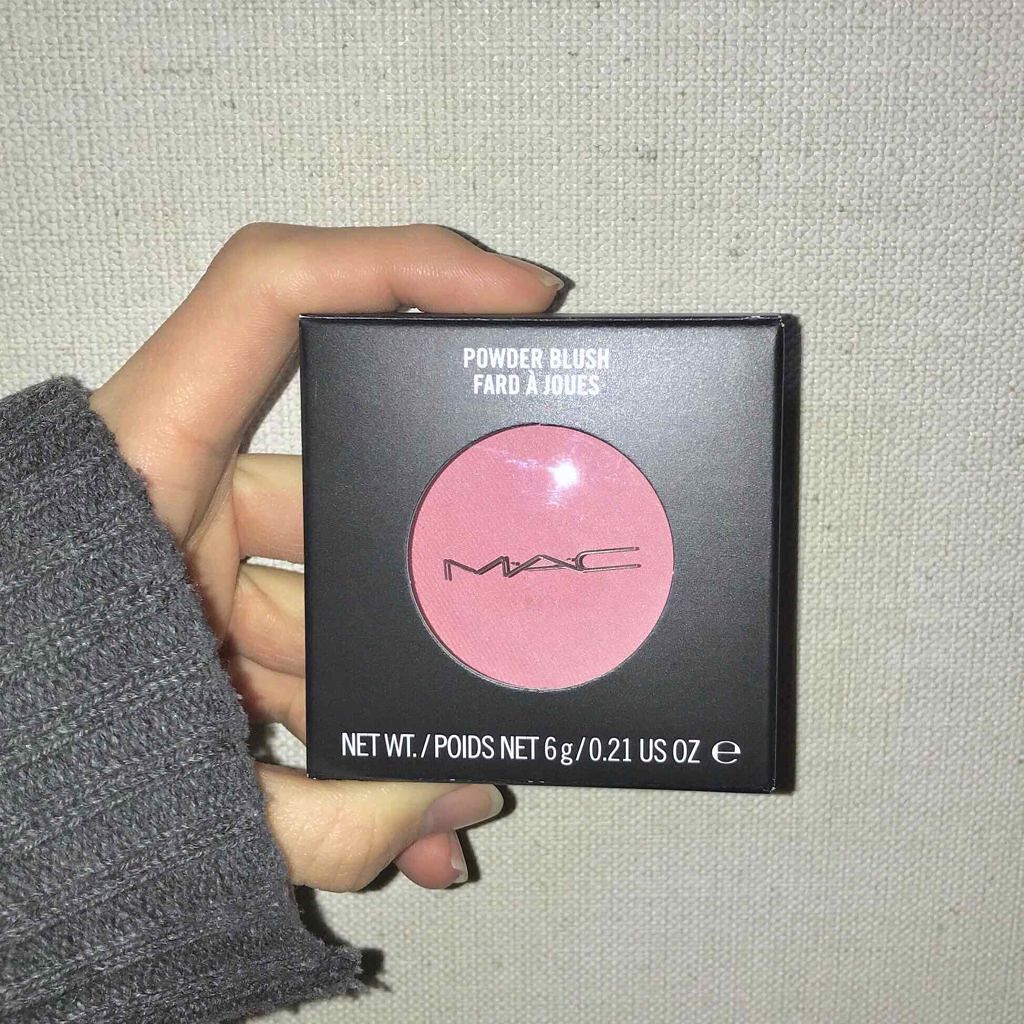 POWDER BLUSH
FARD À JOUES
MAC
NET WT. / POIDS NET 6 g / 0.21 US OZ ℮